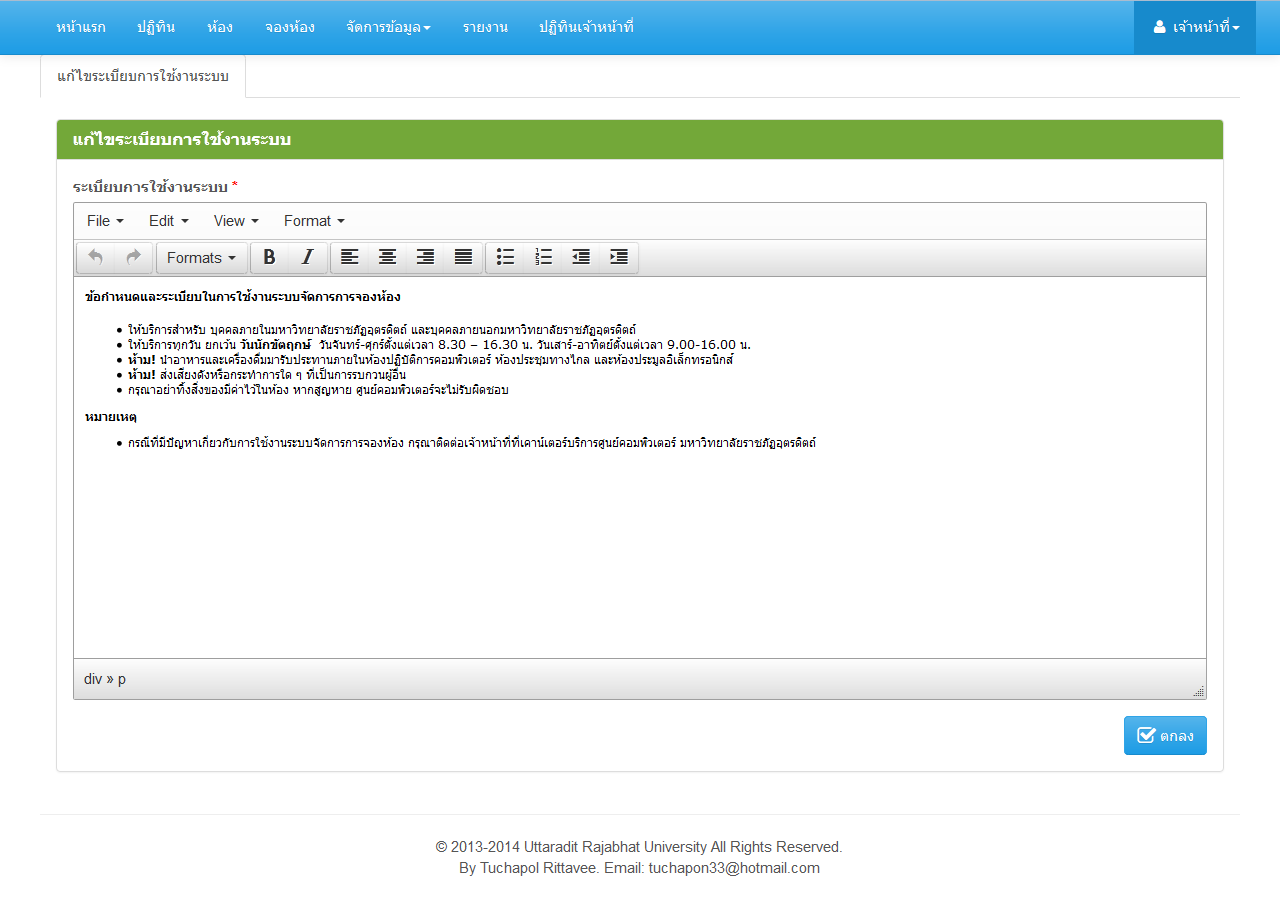 หน้าแรก ปฏิทิน ห้อง จองห้อง จัดการข้อมูล รายงาน ปฏิทินเจ้าหน้าที่ เจ้าหน้าที่
แก้ไขระเบียบการใช้งานระบบ
แก้ไขระเบียบการใช้งานระบบ
ระเบียบการใช้งานระบบ *
File Edit View Format
Formats B I
ข้อกำหนดและระเบียบในการใช้งานระบบจัดการการจองห้อง
• ให้บริการสำหรับ บุคคลภายในมหาวิทยาลัยราชภัฏอุตรดิตถ์ และบุคคลภายนอกมหาวิทยาลัยราชภัฏอุตรดิตถ์
• ให้บริการทุกวัน ยกเว้น วันนักขัตฤกษ์ วันจันทร์-ศุกร์ตั้งแต่เวลา 8.30 – 16.30 น. วันเสาร์-อาทิตย์ตั้งแต่เวลา 9.00-16.00 น.
• ห้าม! นำอาหารและเครื่องดื่มมารับประทานภายในห้องปฏิบัติการคอมพิวเตอร์ ห้องประชุมทางไกล และห้องประมูลอิเล็กทรอนิกส์
• ห้าม! ส่งเสียงดังหรือกระทำการใด ๆ ที่เป็นการรบกวนผู้อื่น
• กรุณาอย่าทิ้งสิ่งของมีค่าไว้ในห้อง หากสูญหาย ศูนย์คอมพิวเตอร์จะไม่รับผิดชอบ
หมายเหตุ
• กรณีที่มีปัญหาเกี่ยวกับการใช้งานระบบจัดการการจองห้อง กรุณาติดต่อเจ้าหน้าที่ที่เคาน์เตอร์บริการศูนย์คอมพิวเตอร์ มหาวิทยาลัยราชภัฏอุตรดิตถ์
div » p
ตกลง
© 2013-2014 Uttaradit Rajabhat University All Rights Reserved.
By Tuchapol Rittavee. Email: tuchapon33@hotmail.com